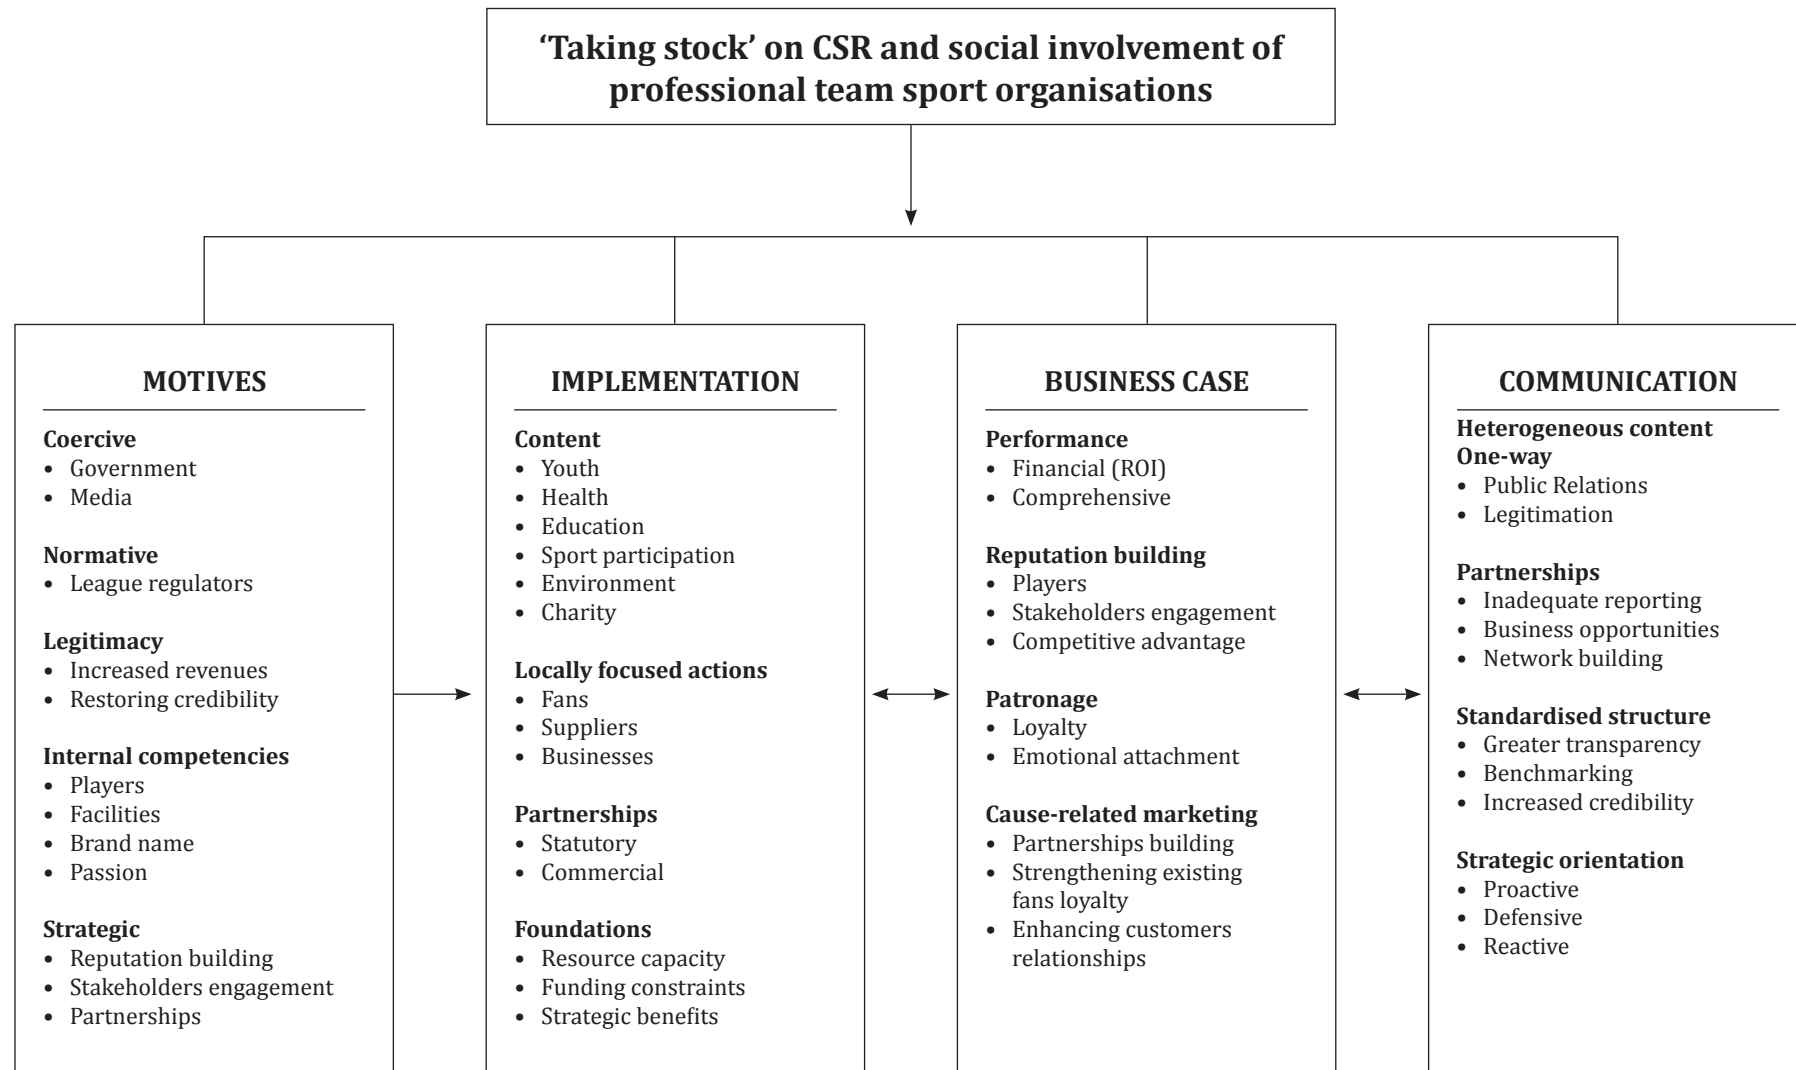 ‘Taking stock’ on CSR and social involvement of
professional team sport organisations
MOTIVES
Coercive
• Government
• Media
Normative
• League regulators
Legitimacy
• Increased revenues
• Restoring credibility
Internal competencies
• Players
• Facilities
• Brand name
• Passion
Strategic
• Reputation building
• Stakeholders engagement
• Partnerships
IMPLEMENTATION
Content
• Youth
• Health
• Education
• Sport participation
• Environment
• Charity
Locally focused actions
• Fans
• Suppliers
• Businesses
Partnerships
• Statutory
• Commercial
Foundations
• Resource capacity
• Funding constraints
• Strategic benefits
BUSINESS CASE
Performance
• Financial (ROI)
• Comprehensive
Reputation building
• Players
• Stakeholders engagement
• Competitive advantage
Patronage
• Loyalty
• Emotional attachment
Cause-related marketing
• Partnerships building
• Strengthening existing
fans loyalty
• Enhancing customers
relationships
COMMUNICATION
Heterogeneous content
One-way
• Public Relations
• Legitimation
Partnerships
• Inadequate reporting
• Business opportunities
• Network building
Standardised structure
• Greater transparency
• Benchmarking
• Increased credibility
Strategic orientation
• Proactive
• Defensive
• Reactive